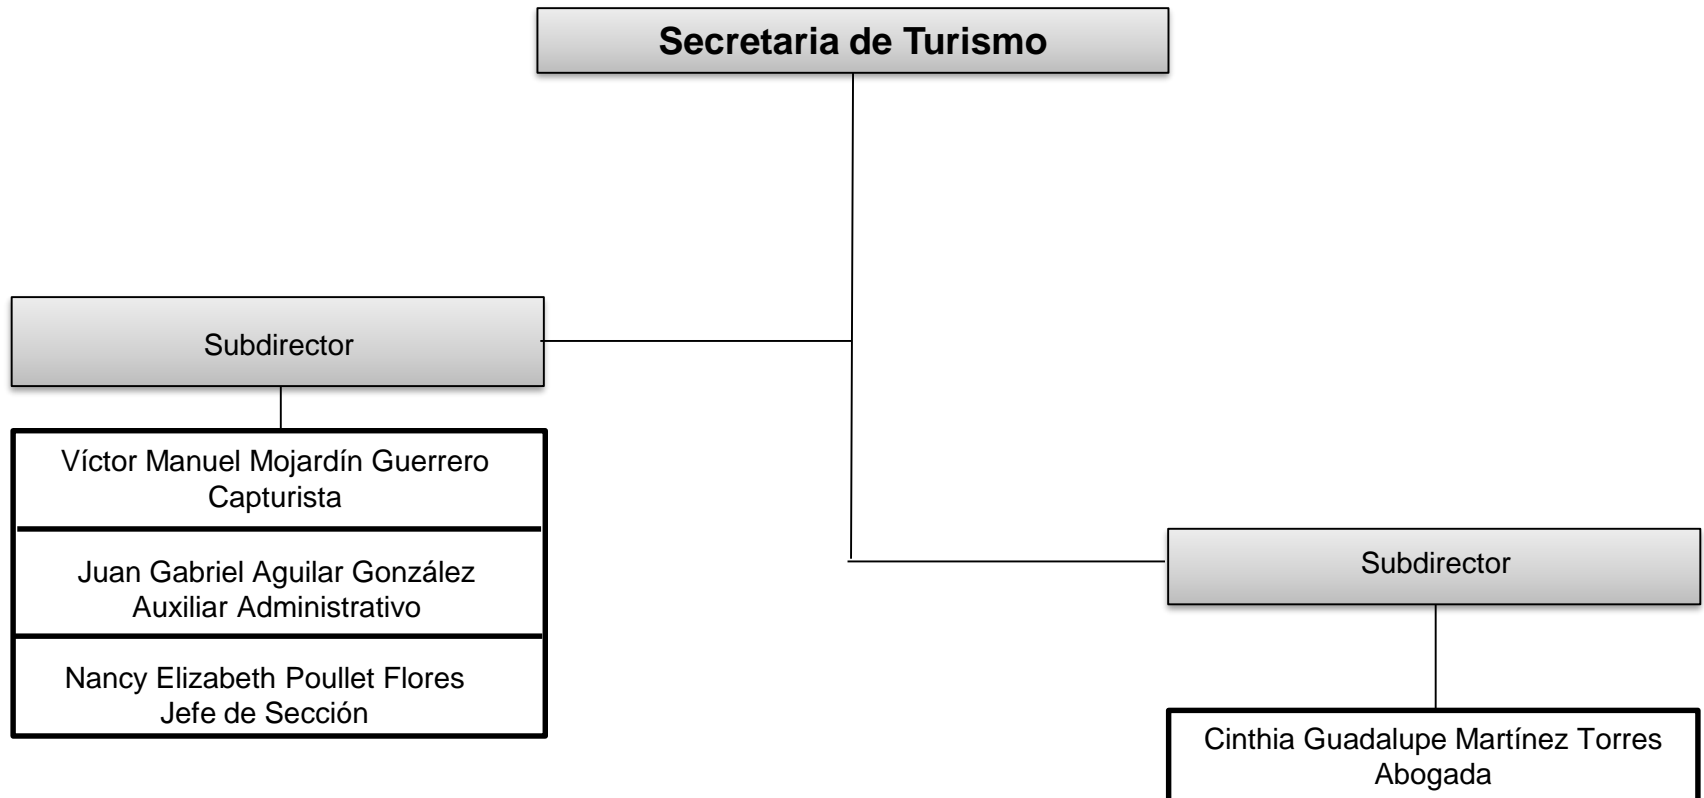 Secretaria de Turismo
Subdirector
Víctor Manuel Mojardín Guerrero
Capturista
Juan Gabriel Aguilar González
Auxiliar Administrativo
Nancy Elizabeth Poullet Flores
Jefe de Sección
Subdirector
Cinthia Guadalupe Martínez Torres
Abogada